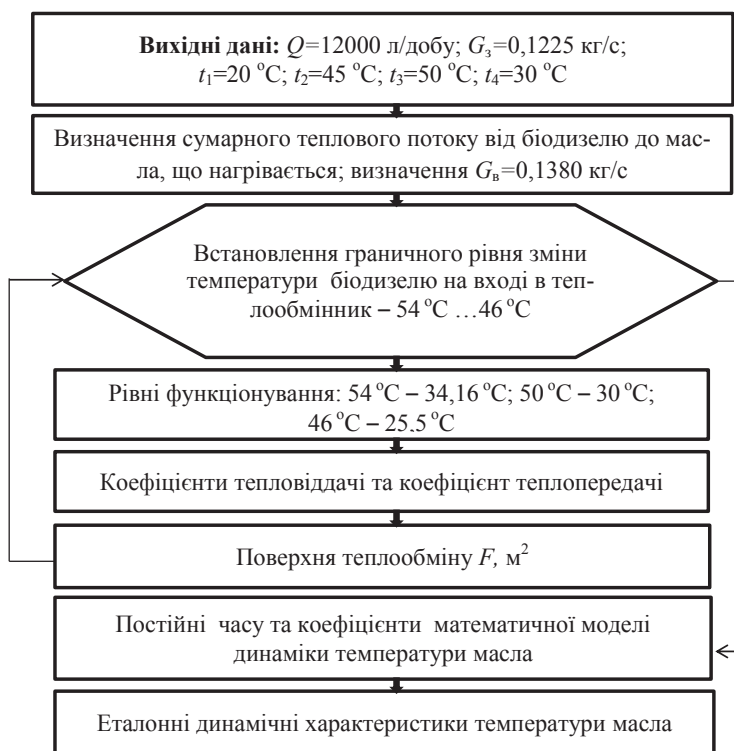 Вихідні дані: Q=12000 л/добу; Gз=0,1225 кг/с;
t1=20 °С; t2=45 °С; t3=50 °С; t4=30 °С
Визначення сумарного теплового потоку від біодизелю до мас-
ла, що нагрівається; визначення Gв=0,1380 кг/с
Встановлення граничного рівня зміни
температури біодизелю на вході в теп-
лообмінник – 54 °С …46 °С
Рівні функціонування: 54 °С – 34,16 °С; 50 °С – 30 °С;
46 °С – 25,5 °С
Коефіцієнти тепловіддачі та коефіцієнт теплопередачі
Поверхня теплообміну F, м²
Постійні часу та коефіцієнти математичної моделі
динаміки температури масла
Еталонні динамічні характеристики температури масла